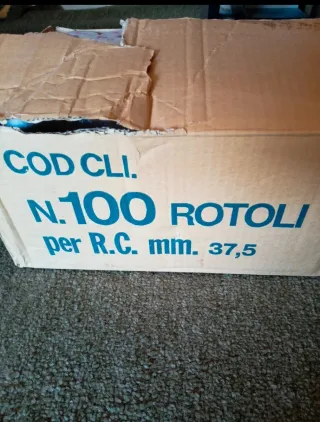 COD CLI.
N.100 ROTOLI
per R.C. mm. 37,5